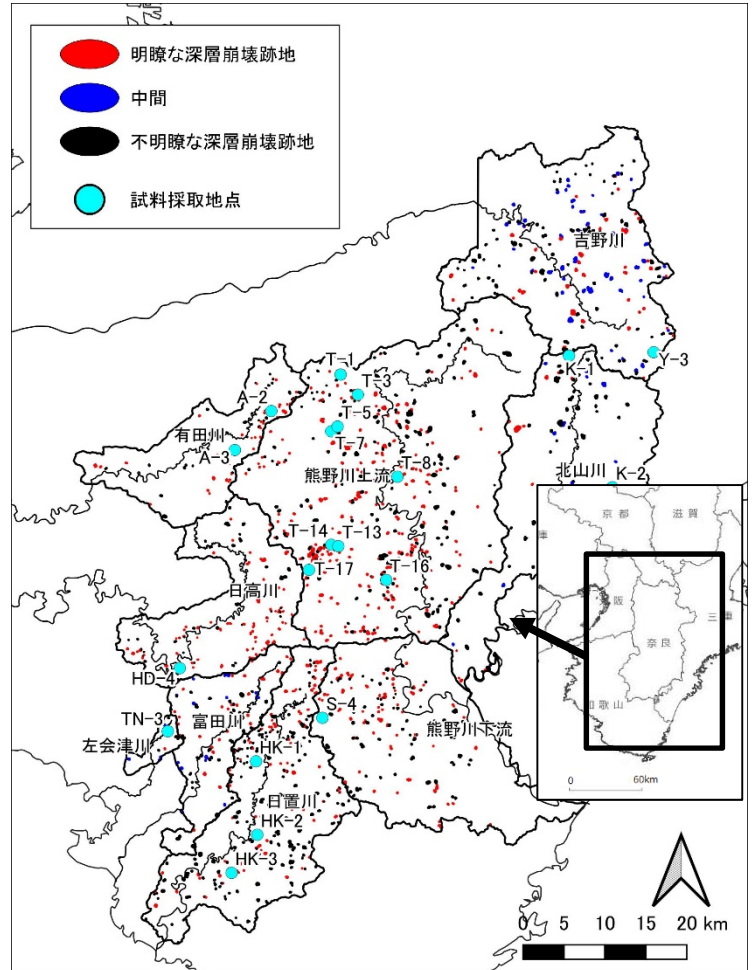 明瞭な深層崩壊跡地
中間
不明瞭な深層崩壊跡地
試料採取地点
吉野川
Y-3
K-1
T-1
T-3
A-2
T-5
有田州
T-7
A-3
熊野川上流
T-8
北山川
K-2
T-14
T-13
T-17
T-16
日高川
HD-4
TN-3
富田川
S-4
左会津川
HK-1
熊野川下流
日置川
HK-2
HK-3
京都
滋賀
庫
阪
三重
奈良
和歌山
0
60km
0 5 10 15 20 km